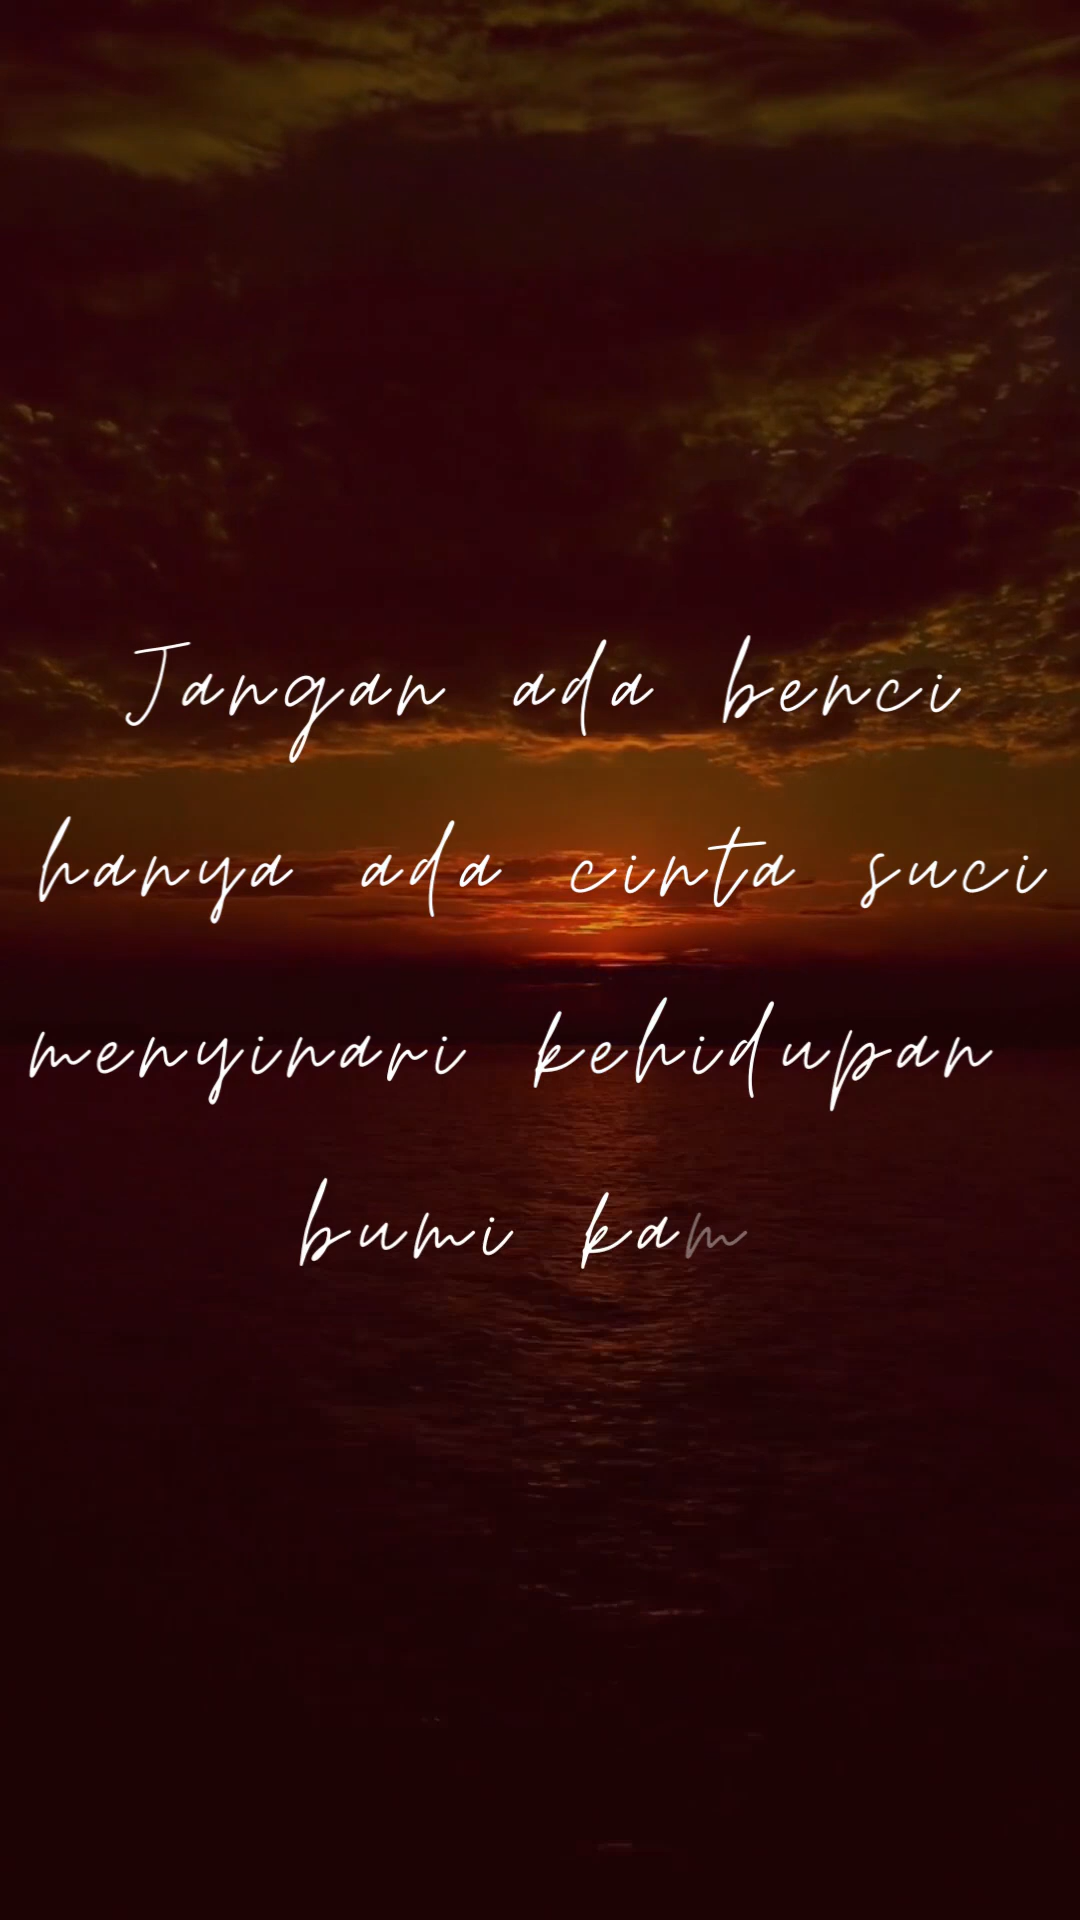 Jangan ada benci
hanya ada cinta suci
menyinari kehidupan
bumi kam